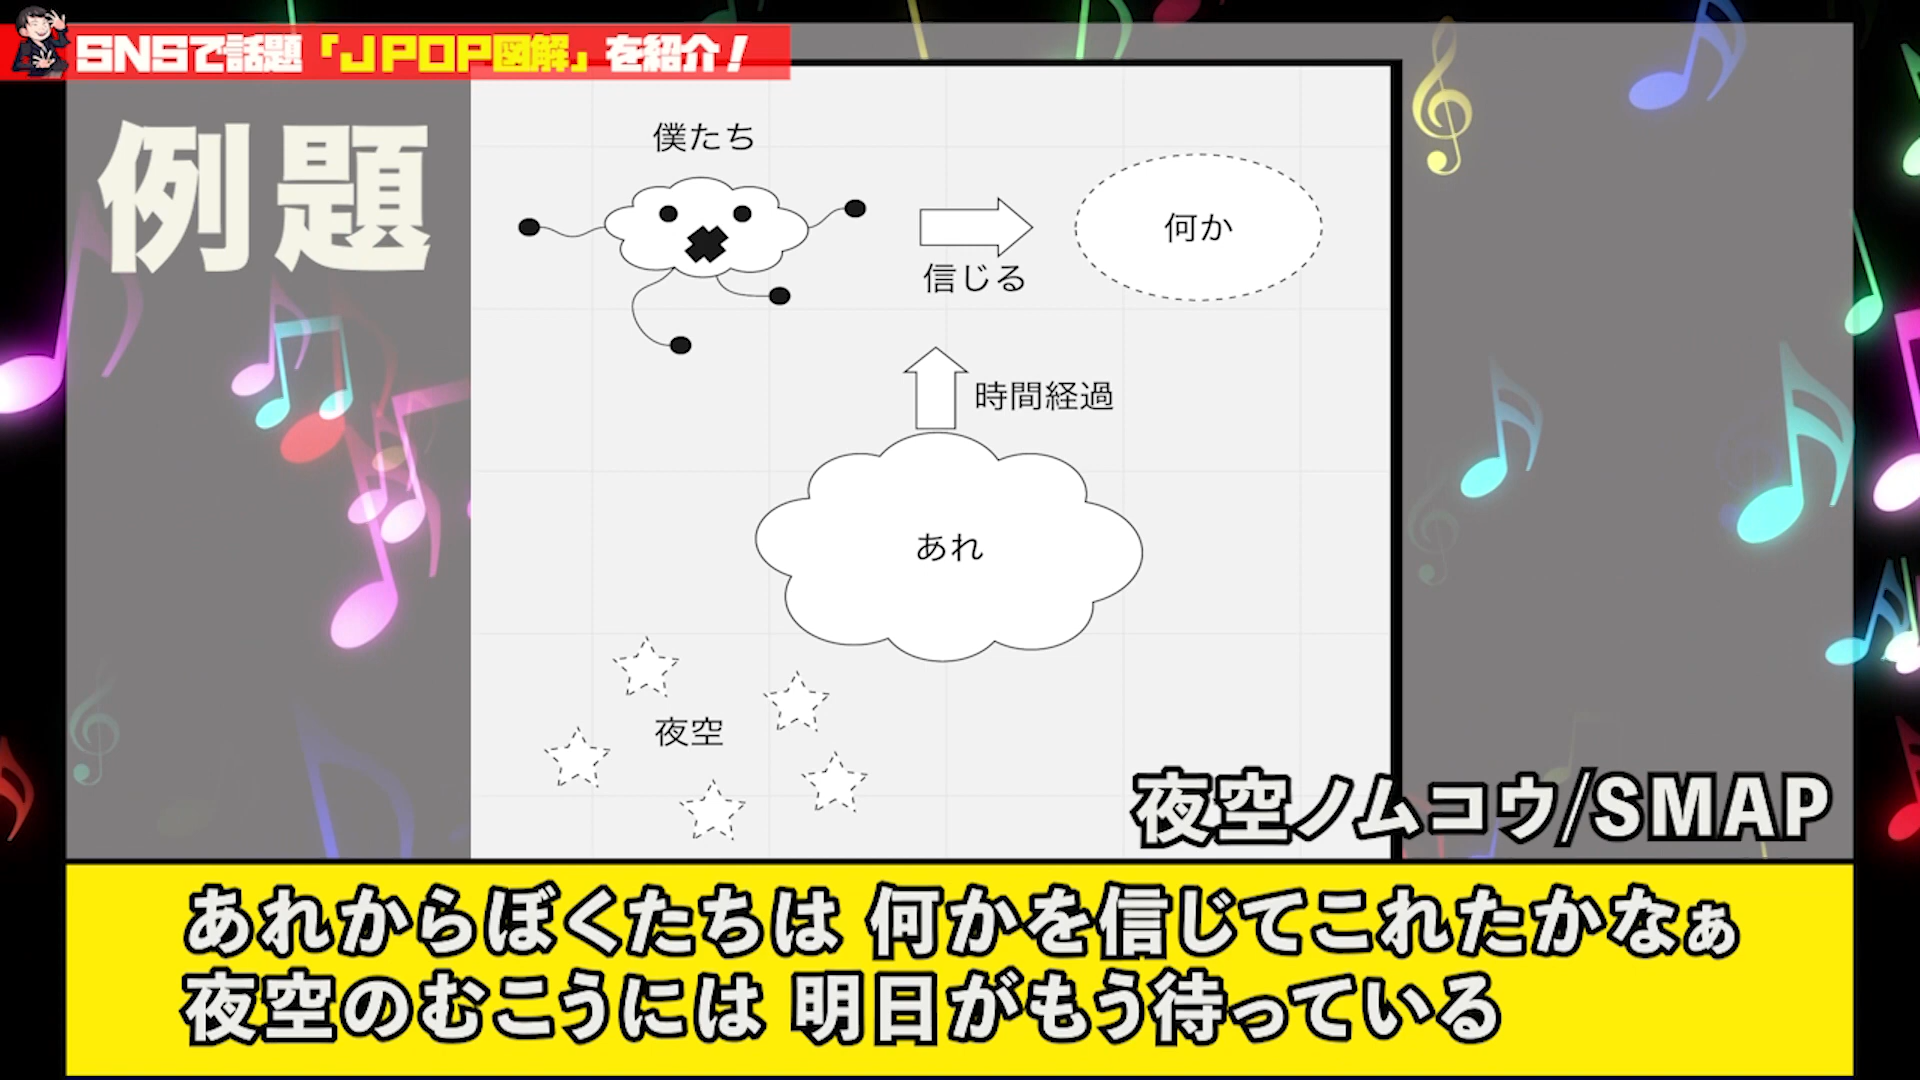 SNSで話題「J POP図解」を紹介!
例題
僕たち
信じる
何か
時間経過
あれ
夜空
夜空ノムコウ/SMAP
あれからぼくたちは 何かを信じてこれたかなぁ
夜空のむこうには 明日がもう待っている